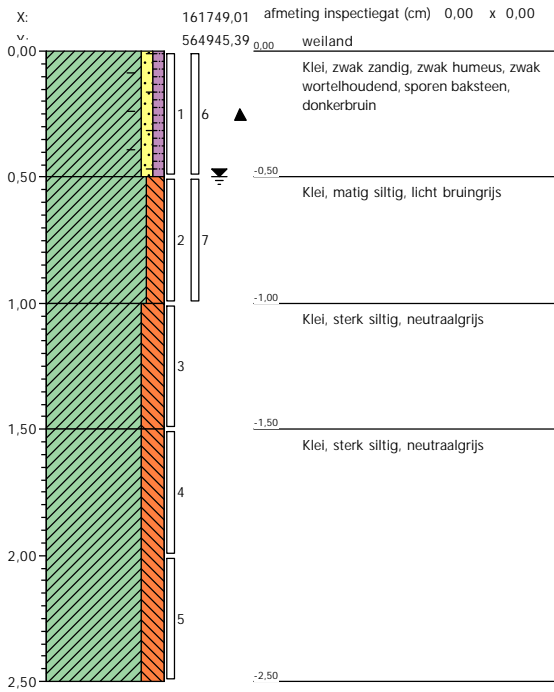 X: 161749,01 afmeting inspectiegat (cm) 0,00 x 0,00
Y: 564945,39
0,00 0,00 weiland
Klei, zwak zandig, zwak humeus, zwak
wortelhoudend, sporen baksteen,
donkerbruin
1 6
0,50 -0,50
Klei, matig siltig, licht bruingrijs
2 7
1,00 -1,00
Klei, sterk siltig, neutraalgrijs
3
1,50 -1,50
Klei, sterk siltig, neutraalgrijs
4
2,00
5
2,50 -2,50